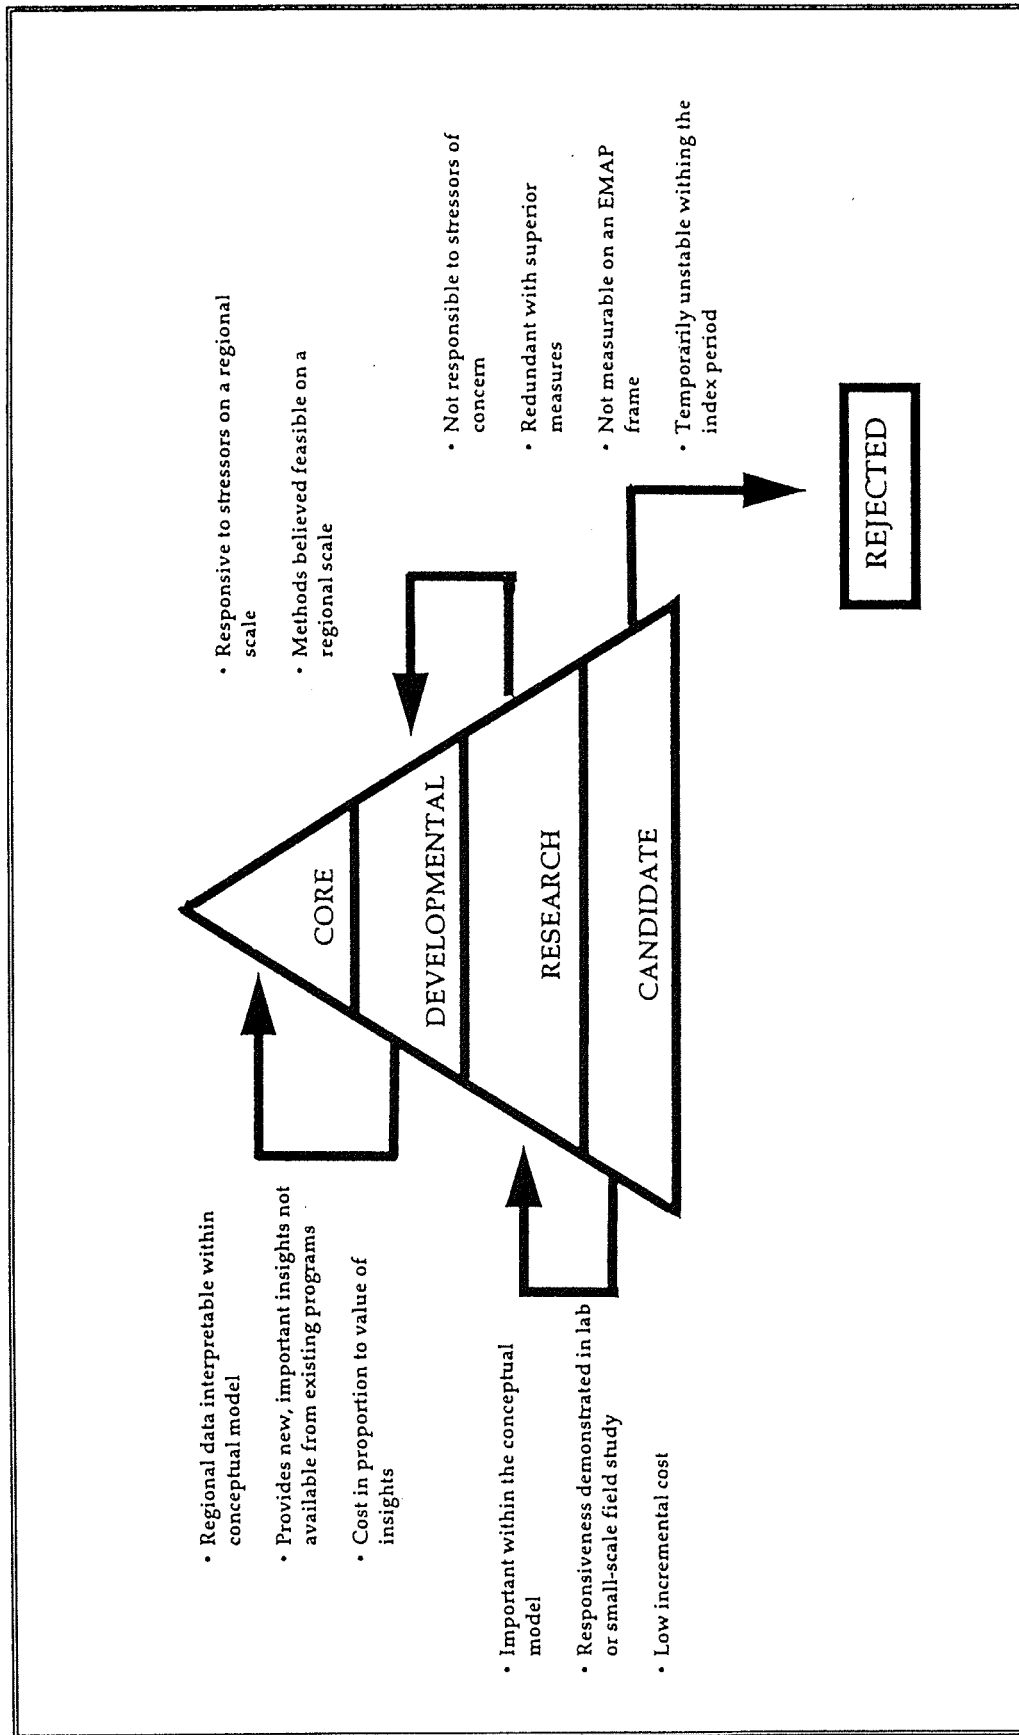 • Regional data interpretable within
conceptual model
• Provides new, important insights not
available from existing programs
• Cost in proportion to value of
insights
• Important within the conceptual
model
• Responsiveness demonstrated in lab
or small-scale field study
• Low incremental cost
CORE
DEVELOPMENTAL
RESEARCH
CANDIDATE
• Responsive to stressors on a regional
scale
• Methods believed feasible on a
regional scale
• Not responsible to stressors of
concern
• Redundant with superior
measures
• Not measurable on an EMAP
frame
• Temporarily unstable withing the
index period
REJECTED